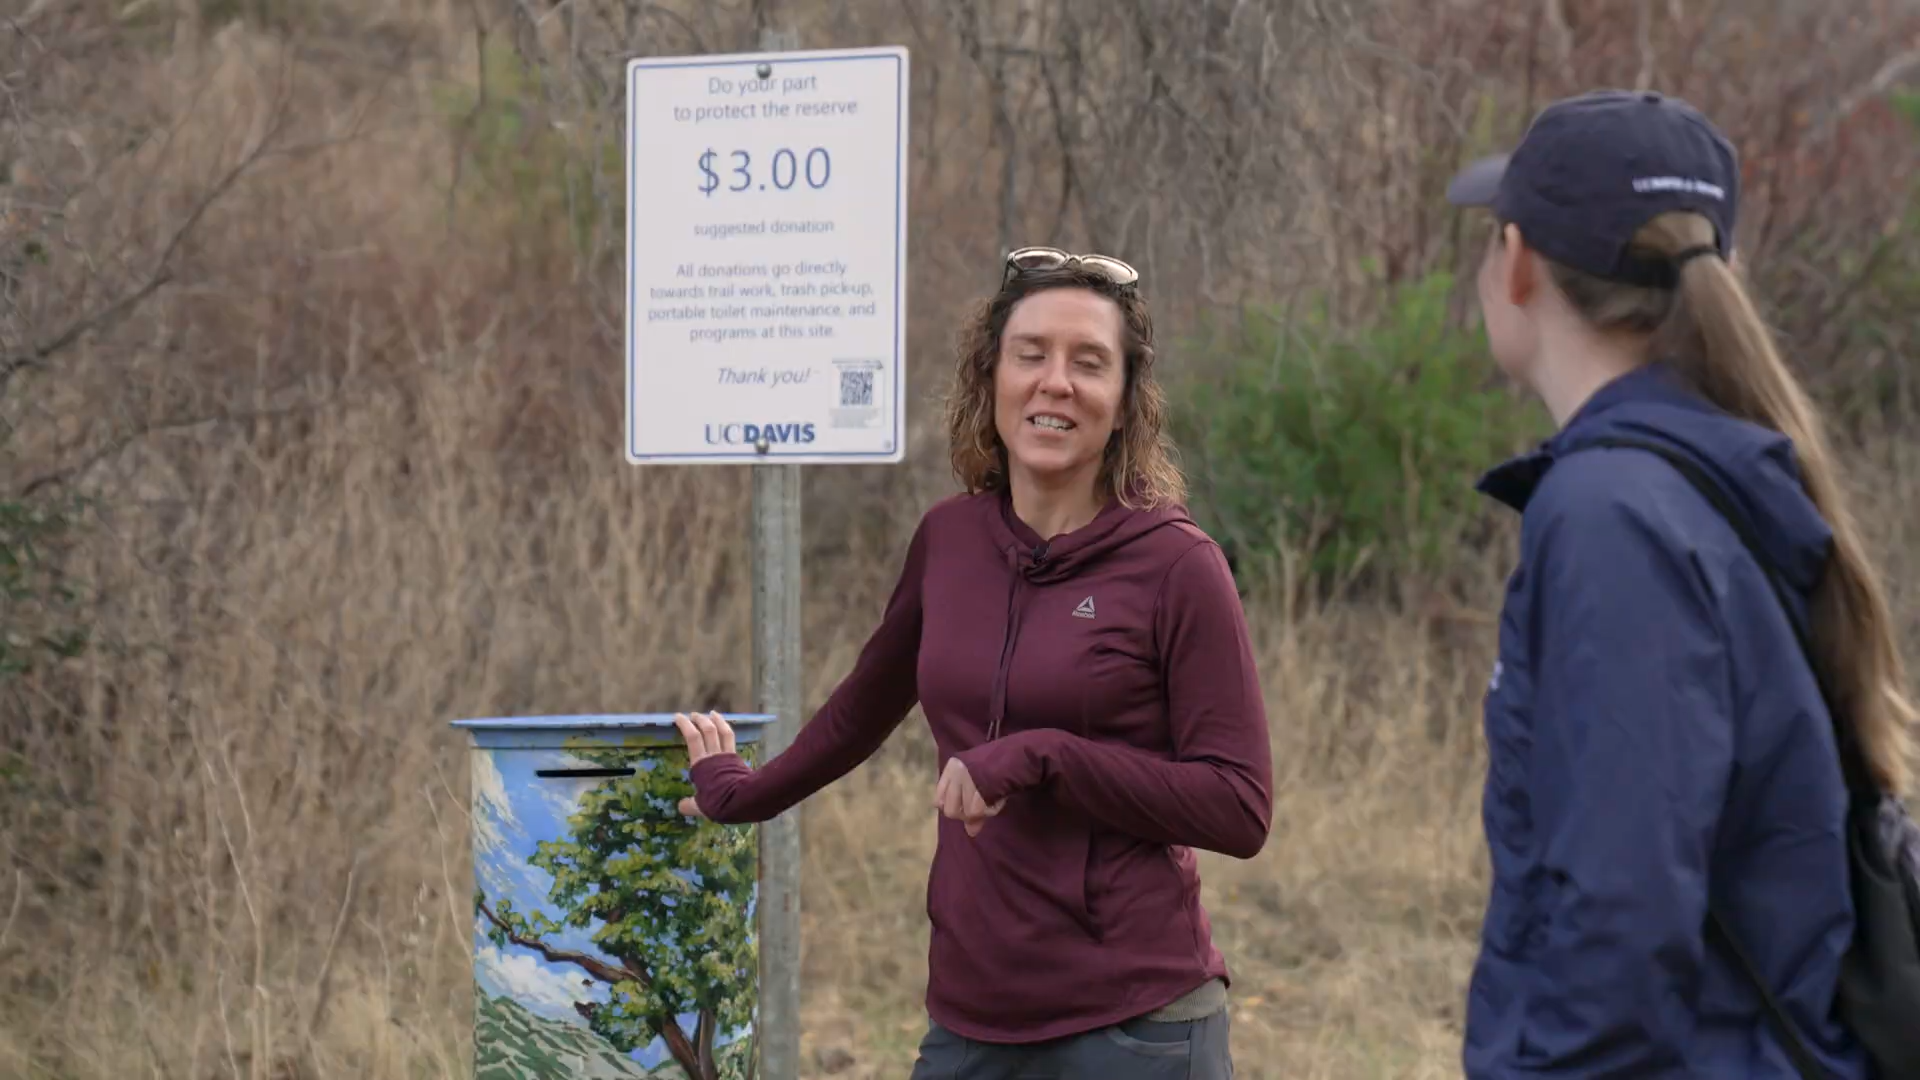 Do your part
to protect the reserve
$3.00
suggested donation
All donations go directly
towards trail work, trash pick-up,
portable toilet maintenance, and
programs at this site.
Thank you!
UCDAVIS
Reebok